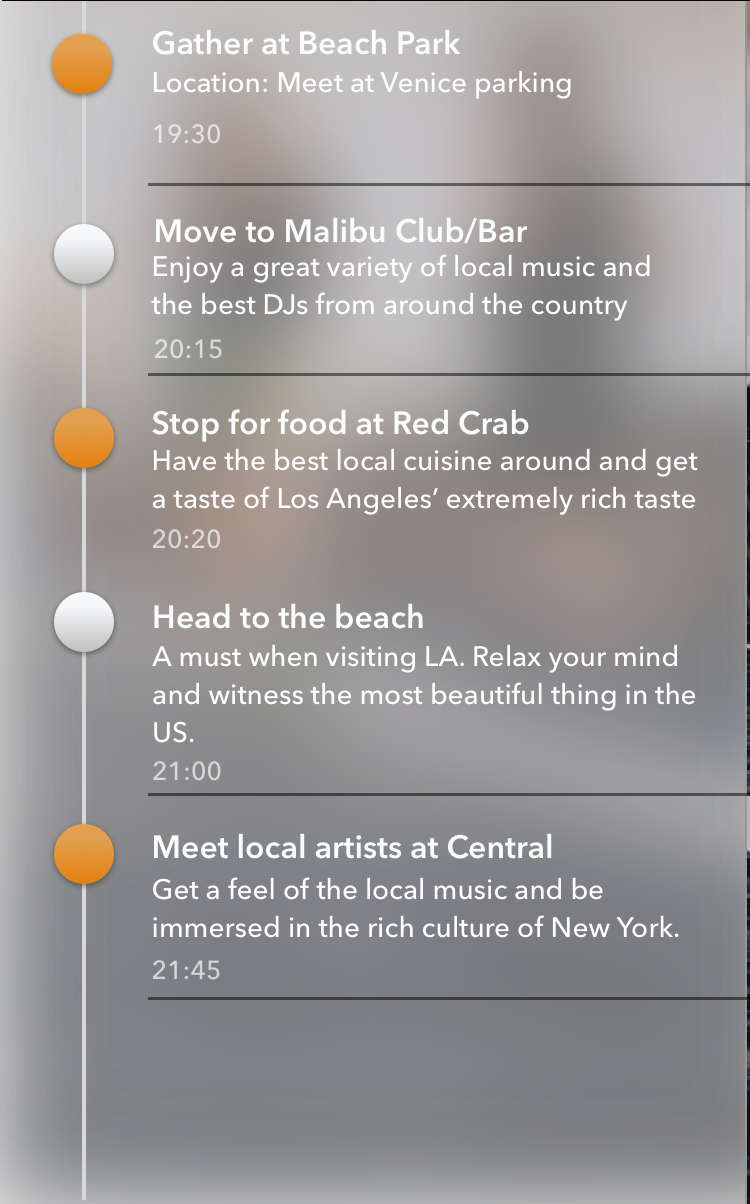 Gather at Beach Park
Location: Meet at Venice parking
19:30
Move to Malibu Club/Bar
Enjoy a great variety of local music and
the best DJs from around the country
20:15
Stop for food at Red Crab
Have the best local cuisine around and get
a taste of Los Angeles’ extremely rich taste
20:20
Head to the beach
A must when visiting LA. Relax your mind
and witness the most beautiful thing in the
US.
21:00
Meet local artists at Central
Get a feel of the local music and be
immersed in the rich culture of New York.
21:45